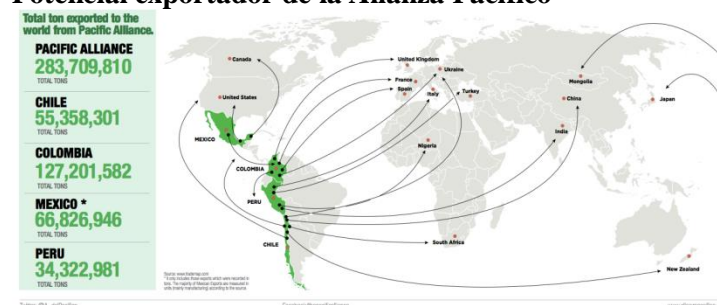 Potencial exportador de la Alianza Pacífico
Total ton exported to the
world from Pacific Alliance.
PACIFIC ALLIANCE
283,709,810
TOTAL TONS
CHILE
55,358,301
TOTAL TONS
COLOMBIA
127,201,582
TOTAL TONS
MEXICO *
66,826,946
TOTAL TONS
PERU
34,322,981
TOTAL TONS
Canada
United States
MEXICO
COLOMBIA
PERU
CHILE
United Kingdom
France
Spain
Italy
Ukraine
Turkey
Nigeria
South Africa
Mongolia
China
India
Japan
New Zealand